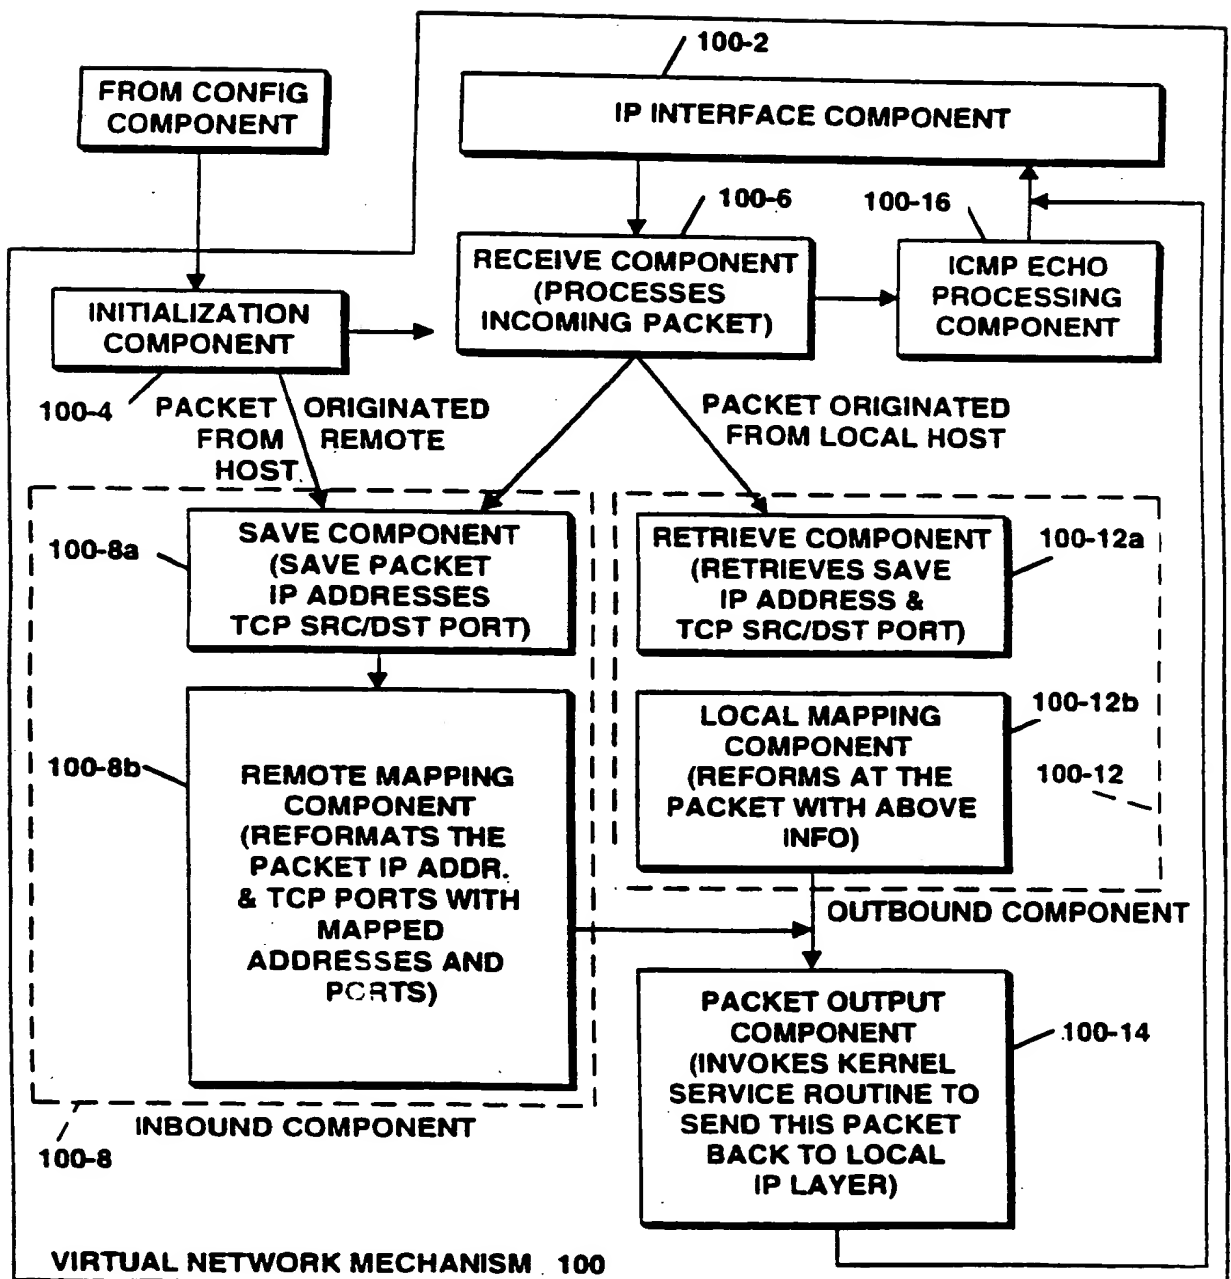 100-2
FROM CONFIG
COMPONENT
IP INTERFACE COMPONENT
100-6
100-16
RECEIVE COMPONENT
(PROCESSES
INCOMING PACKET)
ICMP ECHO
PROCESSING
COMPONENT
INITIALIZATION
COMPONENT
100-4
PACKET ORIGINATED
FROM REMOTE
HOST
PACKET ORIGINATED
FROM LOCAL HOST
100-8a
SAVE COMPONENT
(SAVE PACKET
IP ADDRESSES
TCP SRC/DST PORT)
RETRIEVE COMPONENT
(RETRIEVES SAVE
IP ADDRESS &
TCP SRC/DST PORT)
100-12a
100-8b
REMOTE MAPPING
COMPONENT
(REFORMATS THE
PACKET IP ADDR.
& TCP PORTS WITH
MAPPED
ADDRESSES AND
PORTS)
LOCAL MAPPING
COMPONENT
(REFORMS AT THE
PACKET WITH ABOVE
INFO)
100-12b
100-12
OUTBOUND COMPONENT
PACKET OUTPUT
COMPONENT
(INVOKES KERNEL
SERVICE ROUTINE TO
SEND THIS PACKET
BACK TO LOCAL
IP LAYER)
100-14
INBOUND COMPONENT
100-8
VIRTUAL NETWORK MECHANISM 100